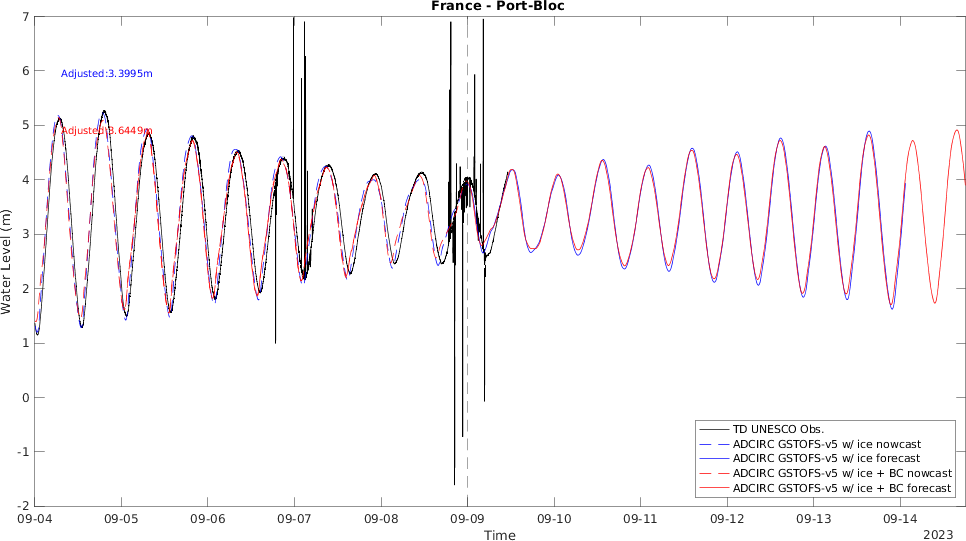 France - Port-Bloc
7
6
5
4
3
2
1
0
-1
-2
Water Level (m)
Adjusted:3.3995m
Adjusted:3.6449m
TD UNESCO Obs.
ADCIRC GSTOFS-v5 w/ ice nowcast
ADCIRC GSTOFS-v5 w/ ice forecast
ADCIRC GSTOFS-v5 w/ ice + BC nowcast
ADCIRC GSTOFS-v5 w/ ice + BC forecast
09-04 09-05 09-06 09-07 09-08 09-09 09-10 09-11 09-12 09-13 09-14
Time
2023